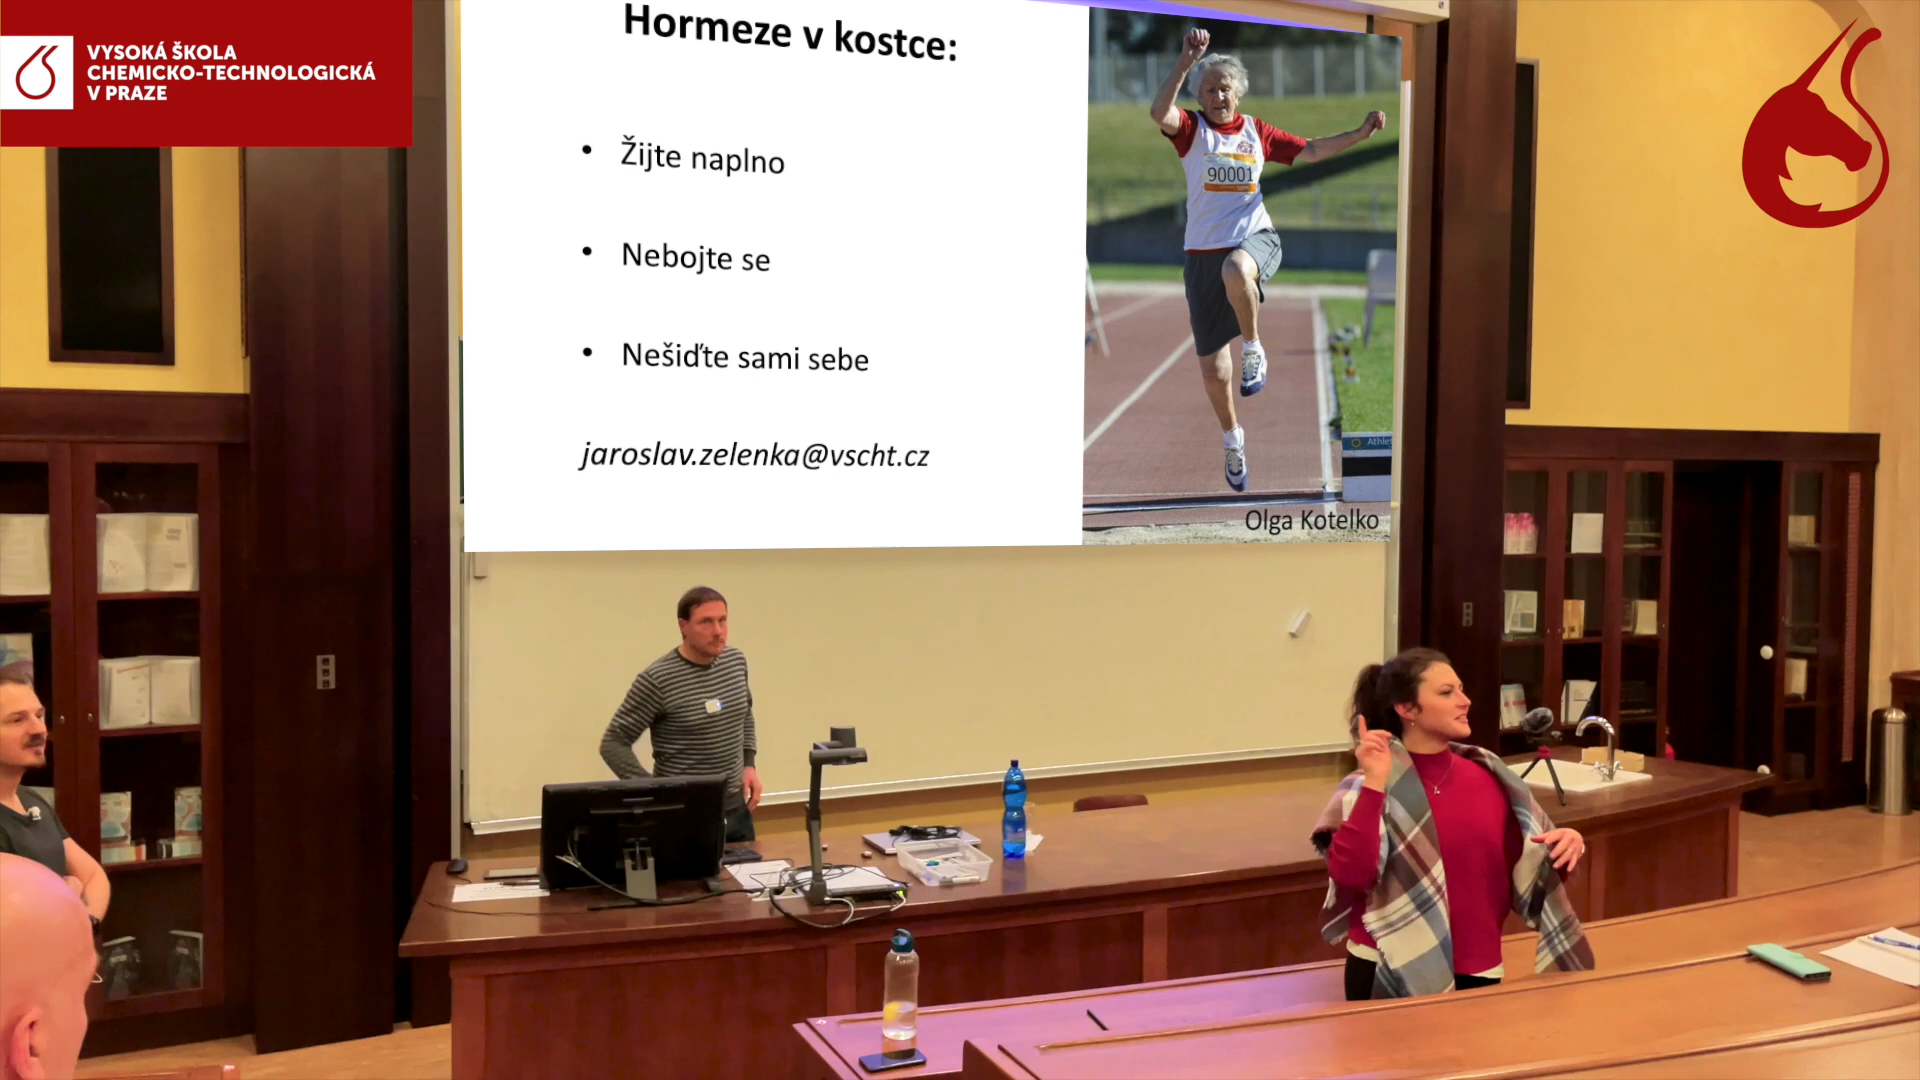 VYSOKÁ ŠKOLA
CHEMICKO-TECHNOLOGICKÁ
V PRAZE
Hormeze v kostce:
• Žijte naplno
• Nebojte se
• Nešiďte sami sebe
jaroslav.zelenka@vscht.cz
90001
Athle
Olga Kotelko